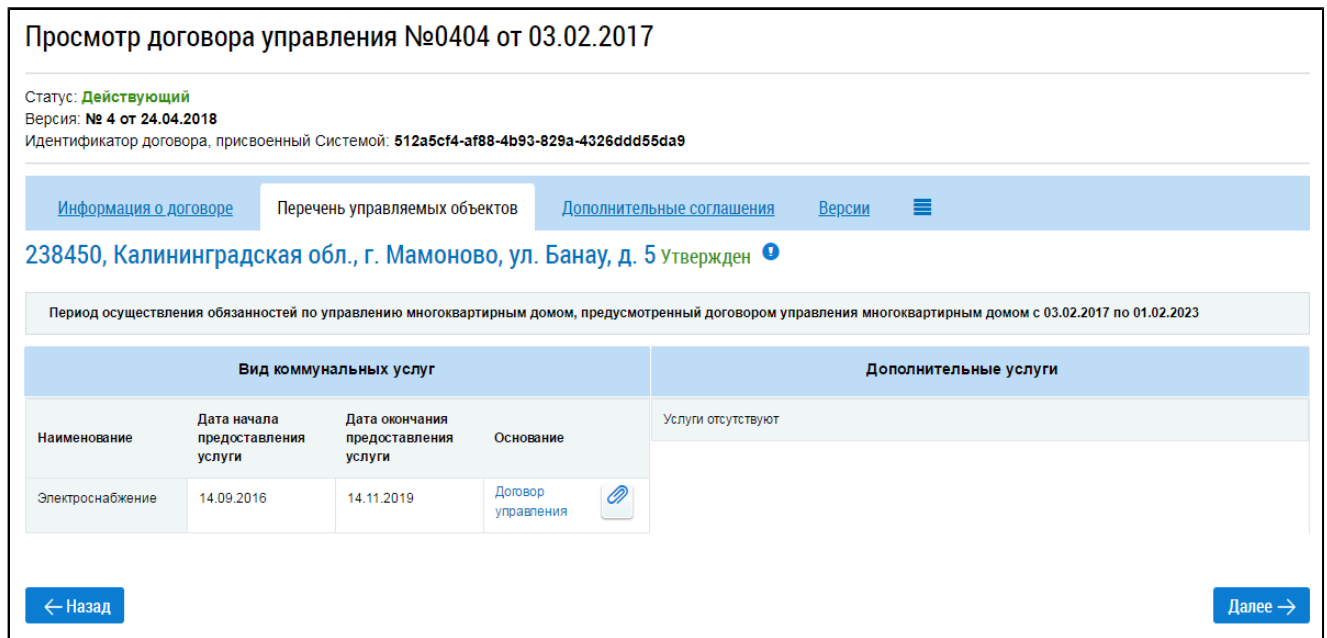 Просмотр договора управления №0404 от 03.02.2017
Статус: Действующий
Версия: № 4 от 24.04.2018
Идентификатор договора, присвоенный Системой: 512a5cf4-af88-4b93-829a-4326ddd55da9
Информация о договоре Перечень управляемых объектов Дополнительные соглашения Версии
238450, Калининградская обл., г. Мамоново, ул. Банау, д. 5 Утвержден
Период осуществления обязанностей по управлению многоквартирным домом, предусмотренный договором управления многоквартирным домом с 03.02.2017 по 01.02.2023
Вид коммунальных услуг
Наименование
Дата начала
предоставления
услуги
Дата окончания
предоставления
услуги
Основание
Электроснабжение
14.09.2016
14.11.2019
Договор
управления
Дополнительные услуги
Услуги отсутствуют
Назад
Далее